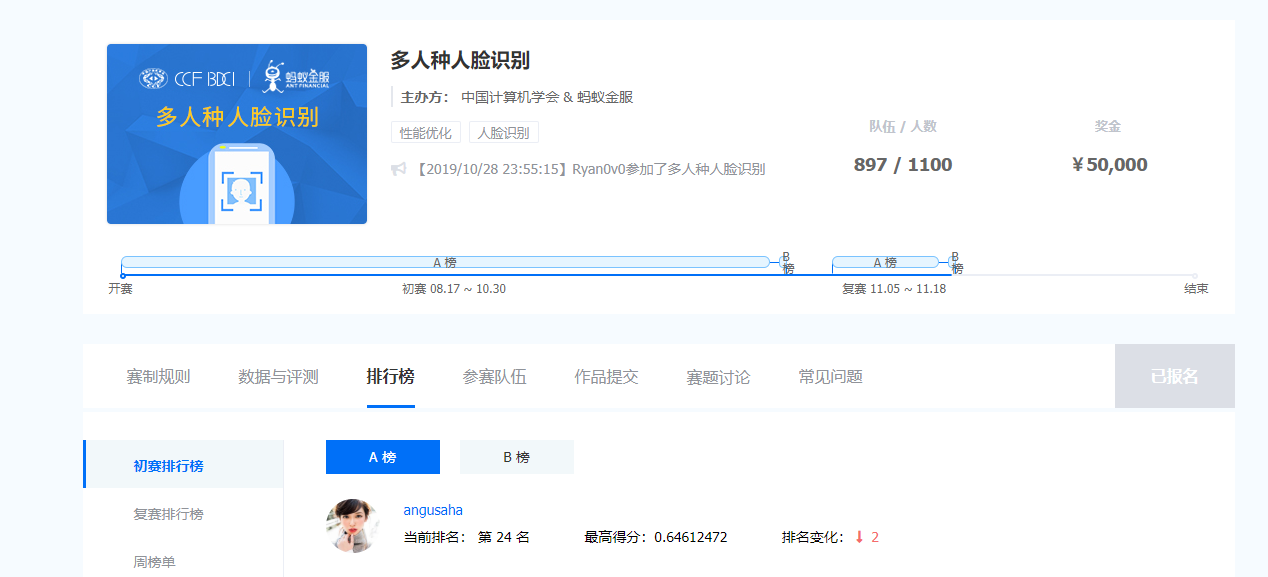 CCF BDCI | 蚂蚁金服
ANT FINANCIAL
多人种人脸识别
多人种人脸识别
主办方： 中国计算机学会 & 蚂蚁金服
性能优化 人脸识别
【2019/10/28 23:55:15】Ryan0v0参加了多人种人脸识别
队伍 / 人数
897 / 1100
奖金
￥50,000
A 榜
B
榜
A 榜
B
榜
开赛
初赛 08.17 ~ 10.30
复赛 11.05 ~ 11.18
结束
赛制规则 数据与评测 排行榜 参赛队伍 作品提交 赛题讨论 常见问题 已报名
初赛排行榜
复赛排行榜
周榜单
A 榜 B 榜
angusaha
当前排名： 第 24 名 最高得分：0.64612472 排名变化： 2